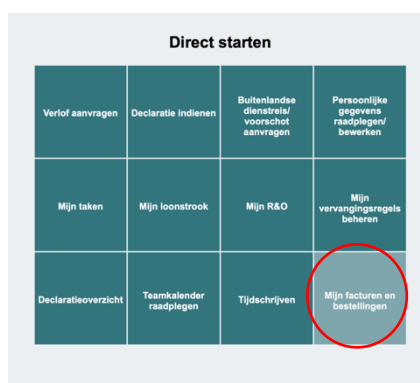 Direct starten
Verlof aanvragen
Declaratie indienen
Buitenlandse
dienstreis/
voorschot
aanvragen
Persoonlijke
gegevens
raadplegen/
bewerken
Mijn taken
Mijn loonstrook
Mijn R&O
Mijn
vervangingsregels
beheren
Declaratieoverzicht
Teamkalender
raadplegen
Tijdschrijven
Mijn facturen en
bestellingen